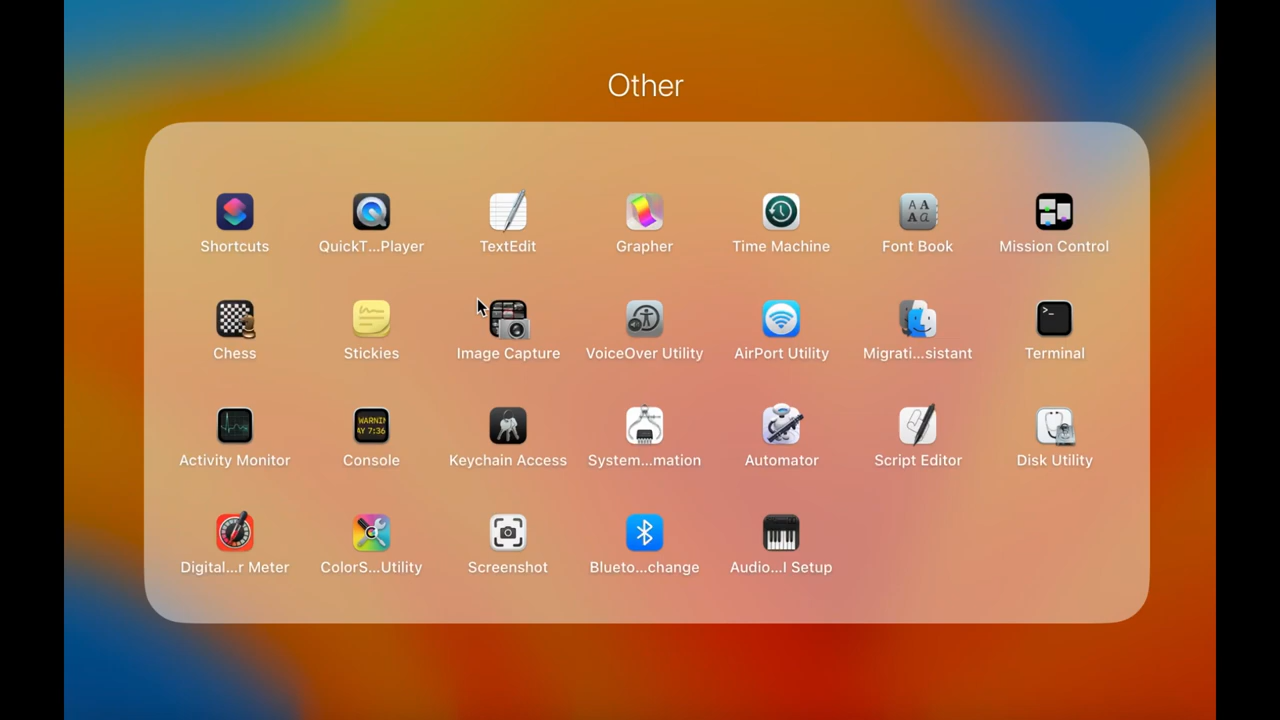 Other
Shortcuts QuickT...Player TextEdit Grapher Time Machine Font Book Mission Control
Chess Stickies Image Capture VoiceOver Utility AirPort Utility Migrati...sistant Terminal
Activity Monitor Console Keychain Access System...mation Automator Script Editor Disk Utility
Digital...r Meter ColorS...Utility Screenshot Blueto...change Audio...I Setup